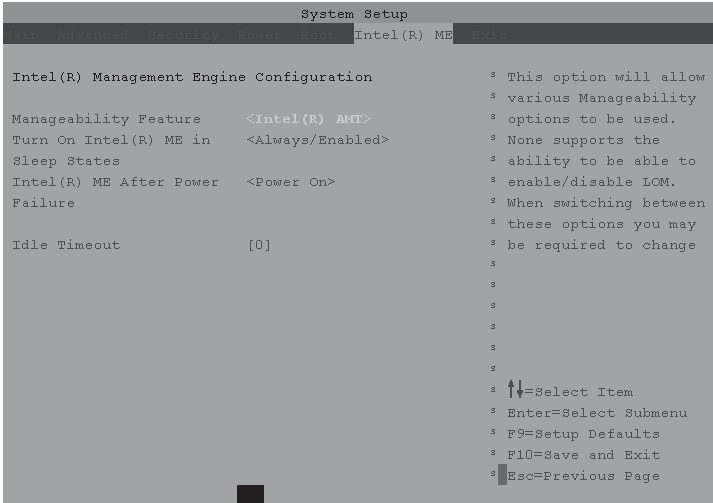 System Setup
Main Advanced Security Power Boot Intel(R) ME Exit
Intel(R) Management Engine Configuration
Manageability Feature <Intel(R) AMT>
Turn On Intel(R) ME in <Always/Enabled>
Sleep States
Intel(R) ME After Power <Power On>
Failure
Idle Timeout [0]
s This option will allow
s various Manageability
s options to be used.
s None supports the
s ability to be able to
s enable/disable LOM.
s When switching between
s these options you may
s be required to change
s
s
s
s
s
s
s ↑↓=Select Item
s Enter=Select Submenu
s F9=Setup Defaults
s F10=Save and Exit
s Esc=Previous Page